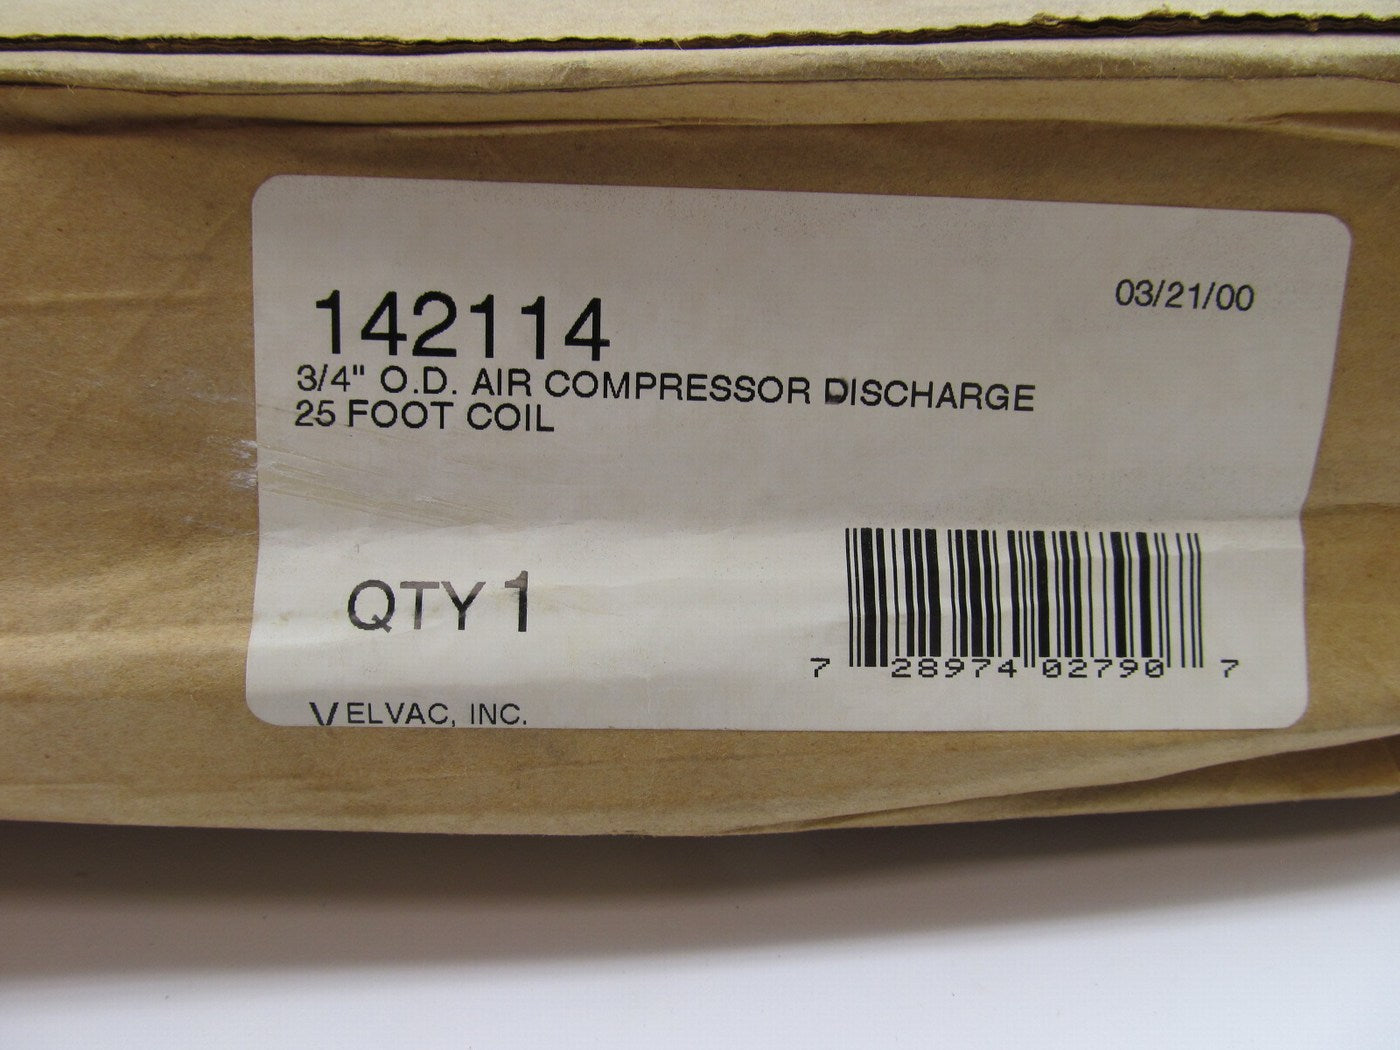 142114
03/21/00
3/4" O.D. AIR COMPRESSOR DISCHARGE
25 FOOT COIL
QTY 1
7 28974 02790 7
VELVAC, INC.